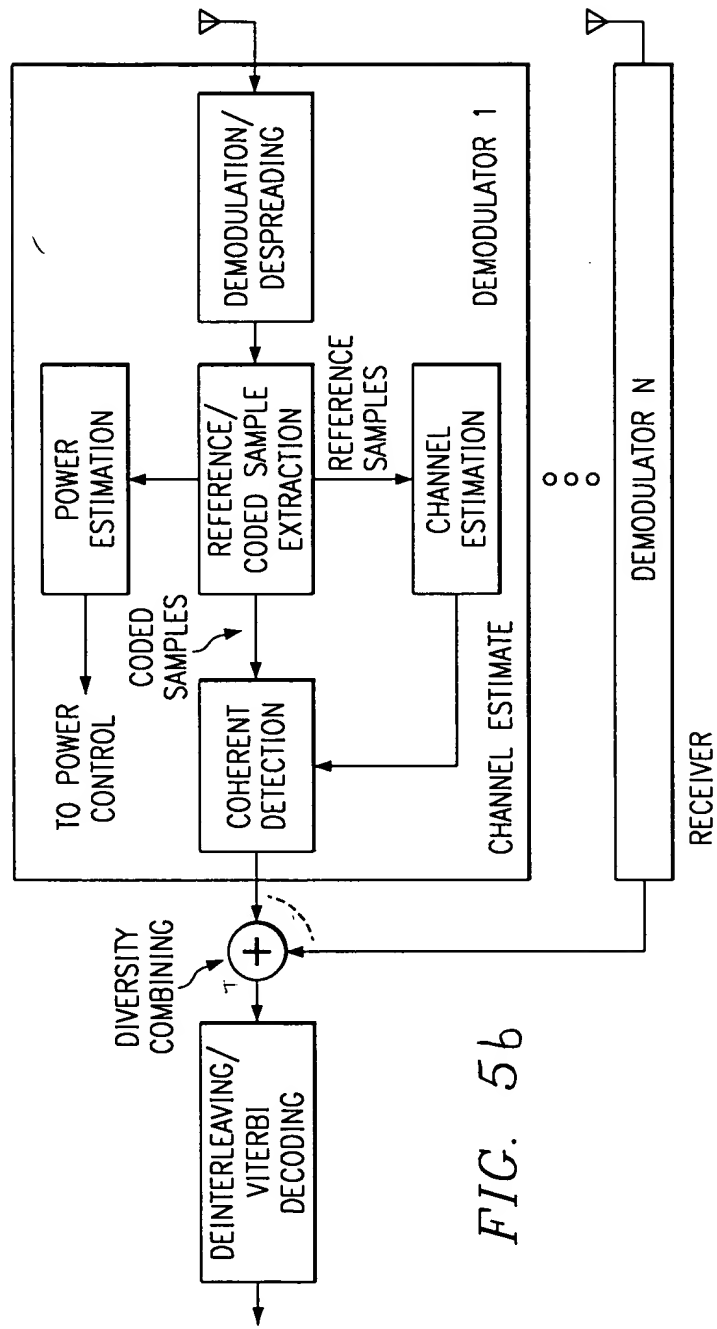 DEMODULATION/
DESPREADING
DEMODULATOR 1
POWER
ESTIMATION
REFERENCE/
CODED SAMPLE
EXTRACTION
REFERENCE
SAMPLES
CHANNEL
ESTIMATION
TO POWER
CONTROL
CODED
SAMPLES
COHERENT
DETECTION
CHANNEL ESTIMATE
DIVERSITY
COMBINING
+
DEINTERLEAVING/
VITERBI
DECODING
DEMODULATOR N
RECEIVER
FIG. 5b